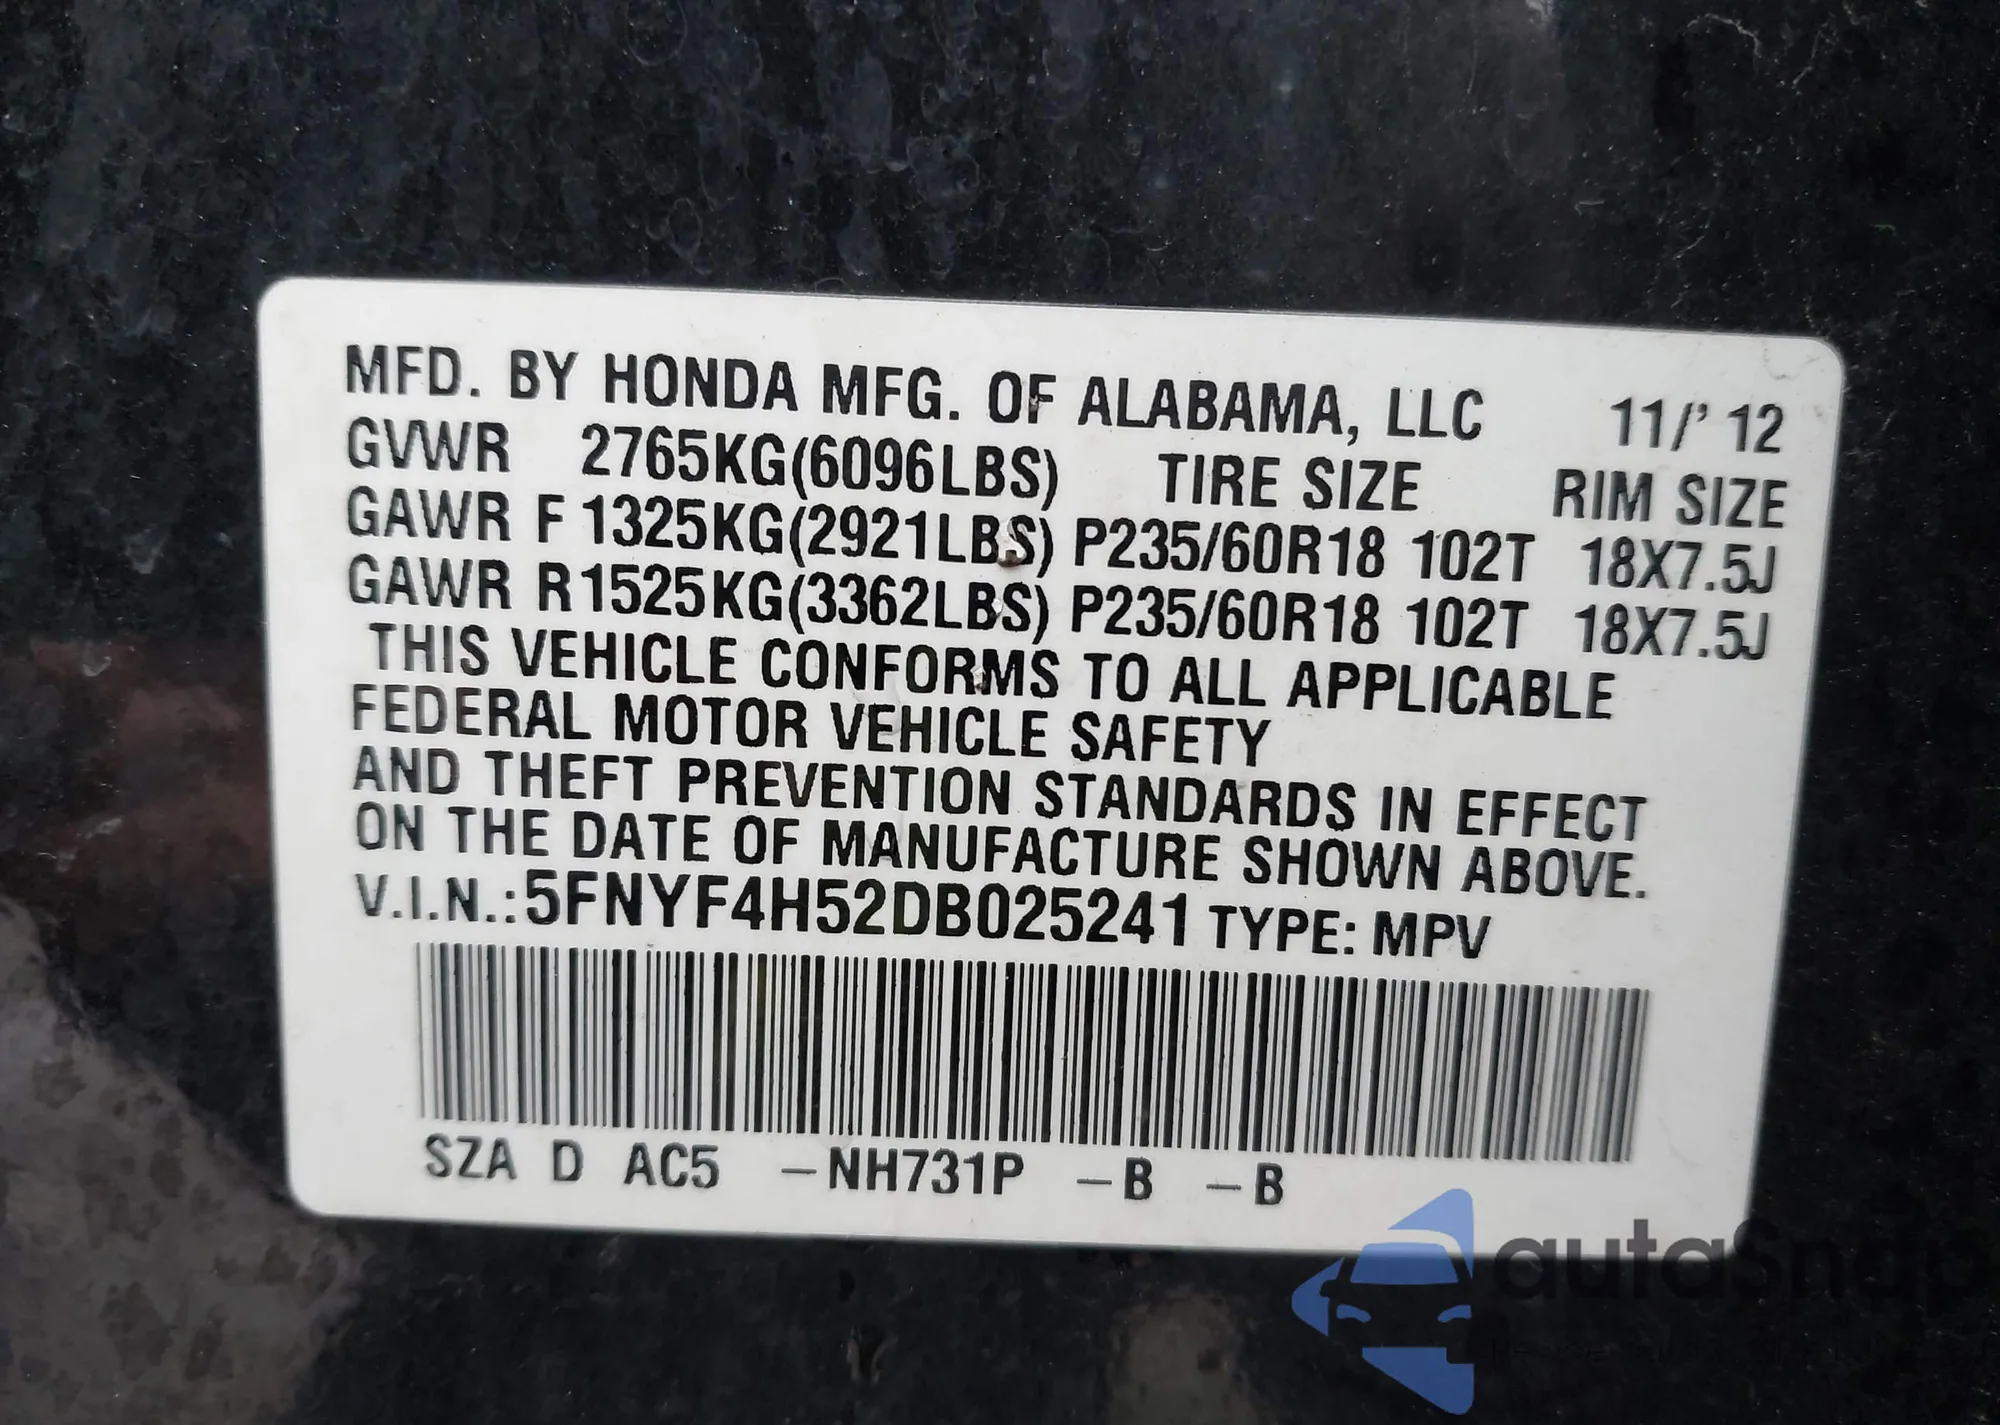 MFD. BY HONDA MFG. OF ALABAMA, LLC 11/'12
GVWR 2765KG(6096LBS) TIRE SIZE RIM SIZE
GAWR F 1325KG(2921LBS) P235/60R18 102T 18X7.5J
GAWR R 1525KG(3362LBS) P235/60R18 102T 18X7.5J
THIS VEHICLE CONFORMS TO ALL APPLICABLE
FEDERAL MOTOR VEHICLE SAFETY
AND THEFT PREVENTION STANDARDS IN EFFECT
ON THE DATE OF MANUFACTURE SHOWN ABOVE.
V.I.N.:5FNYF4H52DB025241 TYPE: MPV
SZA D AC5 –NH731P –B –B
autaSnap